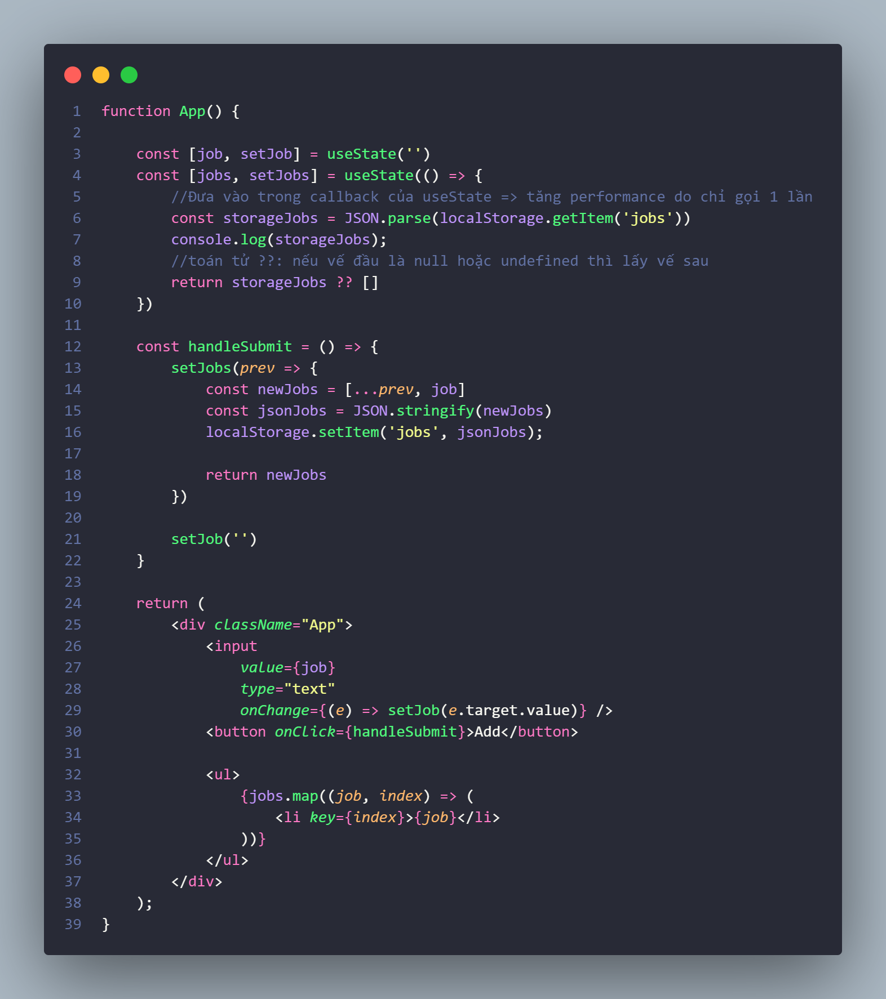 1 function App() {
2
3     const [job, setJob] = useState('')
4     const [jobs, setJobs] = useState(() => {
5         //Đưa vào trong callback của useState => tăng performance do chỉ gọi 1 lần
6         const storageJobs = JSON.parse(localStorage.getItem('jobs'))
7         console.log(storageJobs);
8         //toán tử ??: nếu vế đầu là null hoặc undefined thì lấy vế sau
9         return storageJobs ?? []
10     })
11
12     const handleSubmit = () => {
13         setJobs(prev => {
14             const newJobs = [...prev, job]
15             const jsonJobs = JSON.stringify(newJobs)
16             localStorage.setItem('jobs', jsonJobs);
17
18             return newJobs
19         })
20
21         setJob('')
22     }
23
24     return (
25         <div className="App">
26             <input
27                 value={job}
28                 type="text"
29                 onChange={(e) => setJob(e.target.value)} />
30             <button onClick={handleSubmit}>Add</button>
31
32             <ul>
33                 {jobs.map((job, index) => (
34                     <li key={index}>{job}</li>
35                 ))}
36             </ul>
37         </div>
38     );
39 }